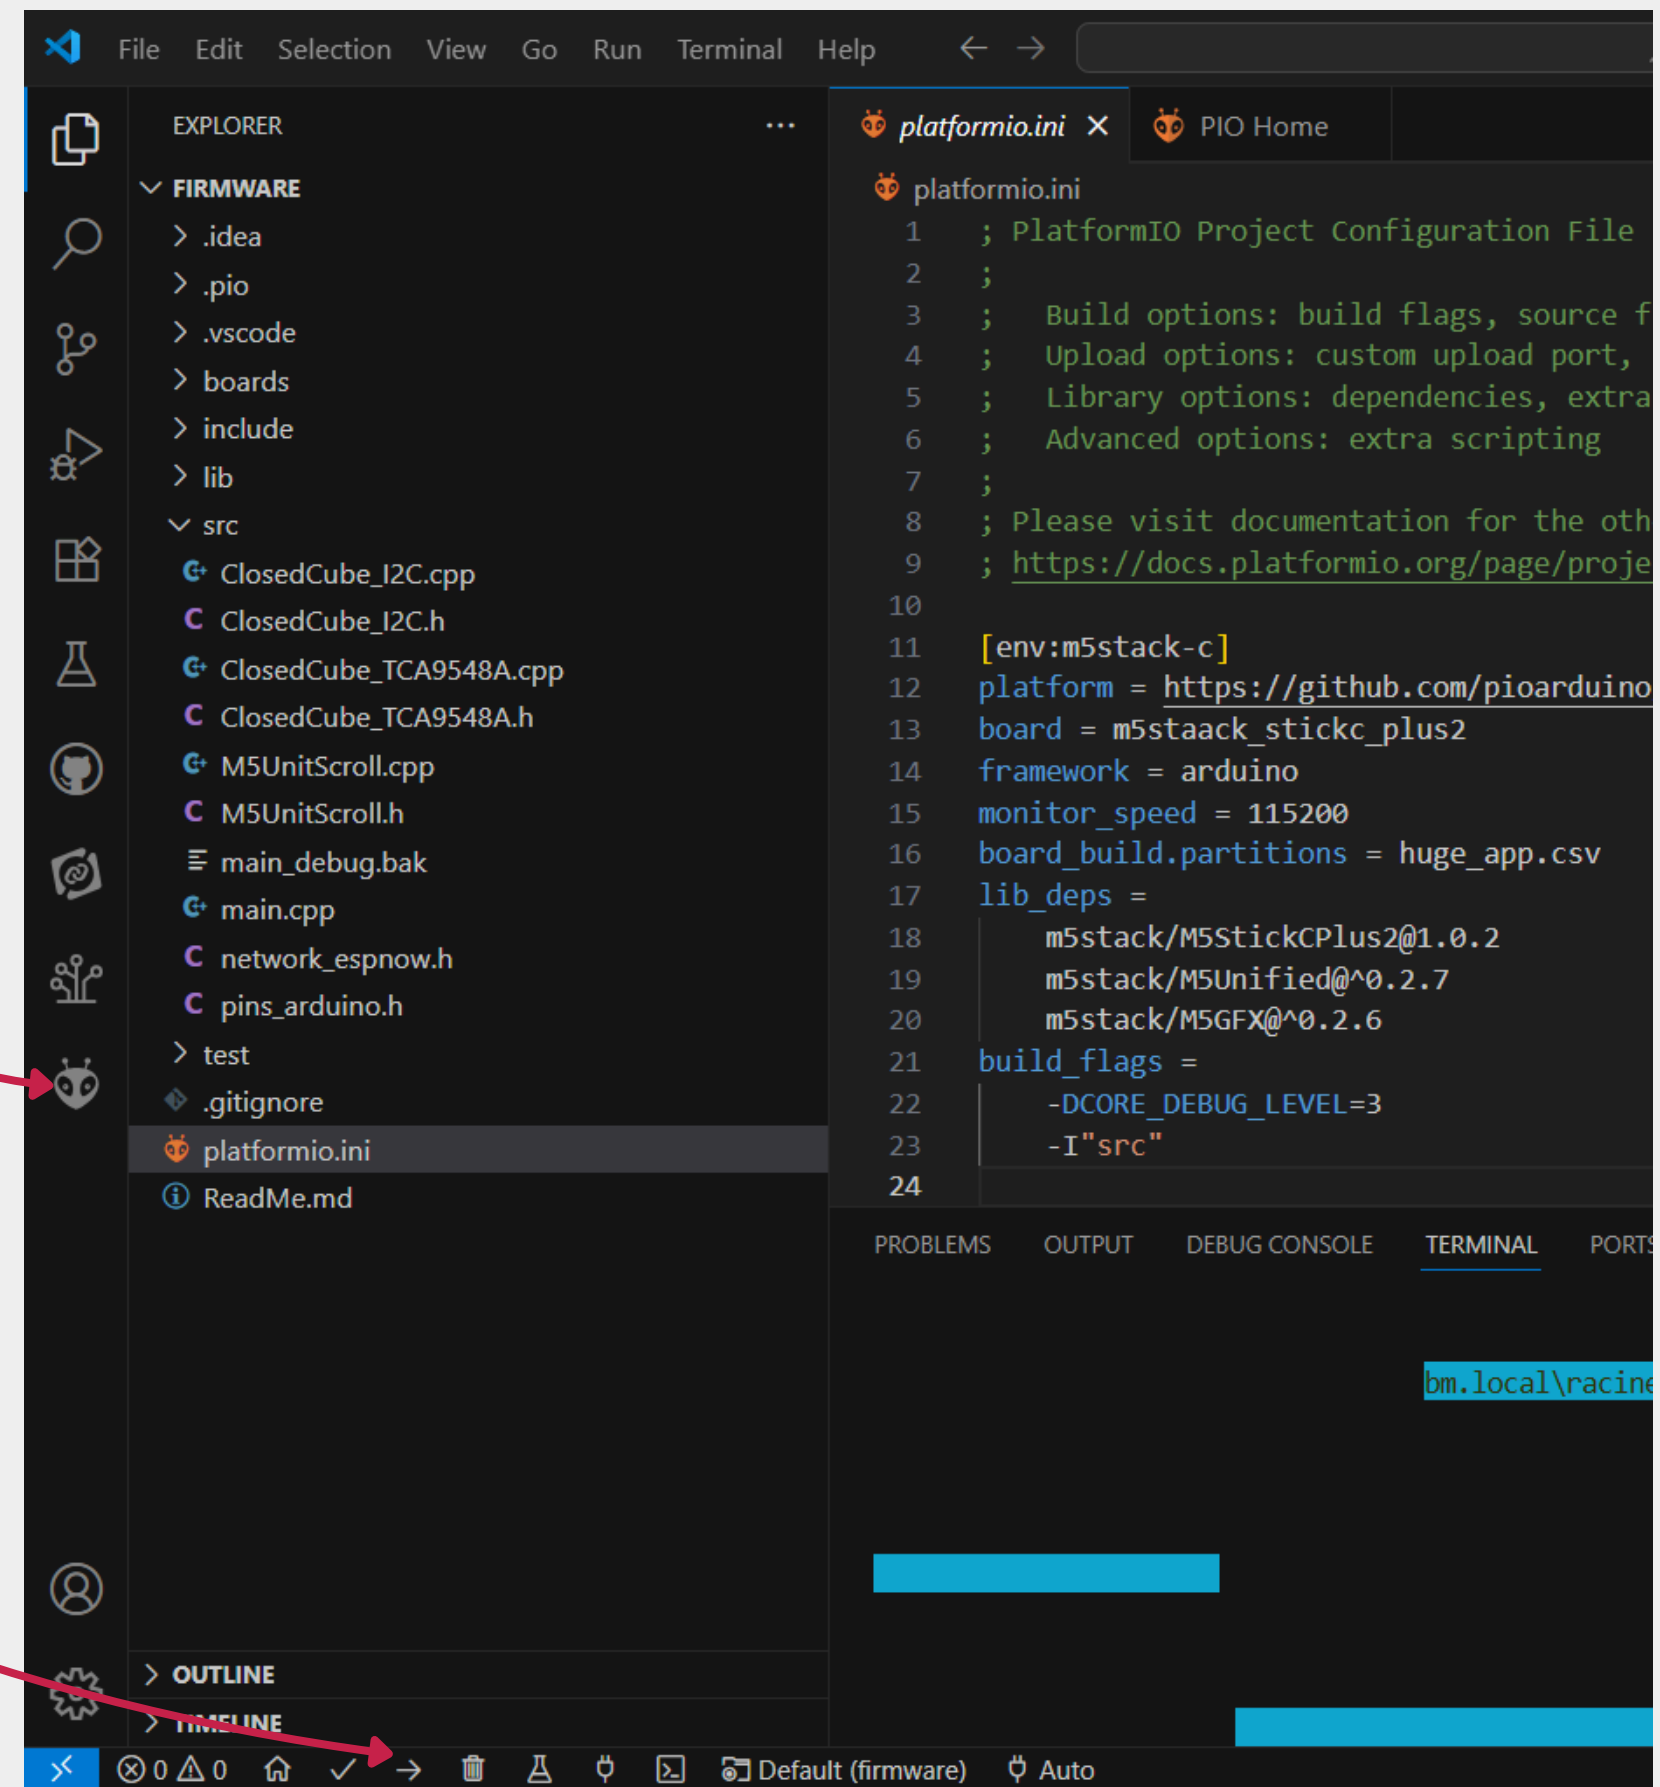 File Edit Selection View Go Run Terminal Help
EXPLORER
FIRMWARE
.idea
.pio
.vscode
boards
include
lib
src
ClosedCube_I2C.cpp
ClosedCube_I2C.h
ClosedCube_TCA9548A.cpp
ClosedCube_TCA9548A.h
M5UnitScroll.cpp
M5UnitScroll.h
main_debug.bak
main.cpp
network_espnow.h
pins_arduino.h
test
.gitignore
platformio.ini
ReadMe.md
OUTLINE
TIMELINE
platformio.ini PIO Home
platformio.ini
1 ; PlatformIO Project Configuration File
2 ;
3 ;   Build options: build flags, source f
4 ;   Upload options: custom upload port,
5 ;   Library options: dependencies, extra
6 ;   Advanced options: extra scripting
7 ;
8 ; Please visit documentation for the oth
9 ; https://docs.platformio.org/page/proje
10
11 [env:m5stack-c]
12 platform = https://github.com/pioarduino
13 board = m5staack_stickc_plus2
14 framework = arduino
15 monitor_speed = 115200
16 board_build.partitions = huge_app.csv
17 lib_deps =
18     m5stack/M5StickCPlus2@1.0.2
19     m5stack/M5Unified@^0.2.7
20     m5stack/M5GFX@^0.2.6
21 build_flags =
22     -DCORE_DEBUG_LEVEL=3
23     -I"src"
24
PROBLEMS OUTPUT DEBUG CONSOLE TERMINAL PORTS
bm.local\racine
0 0 Default (firmware) Auto